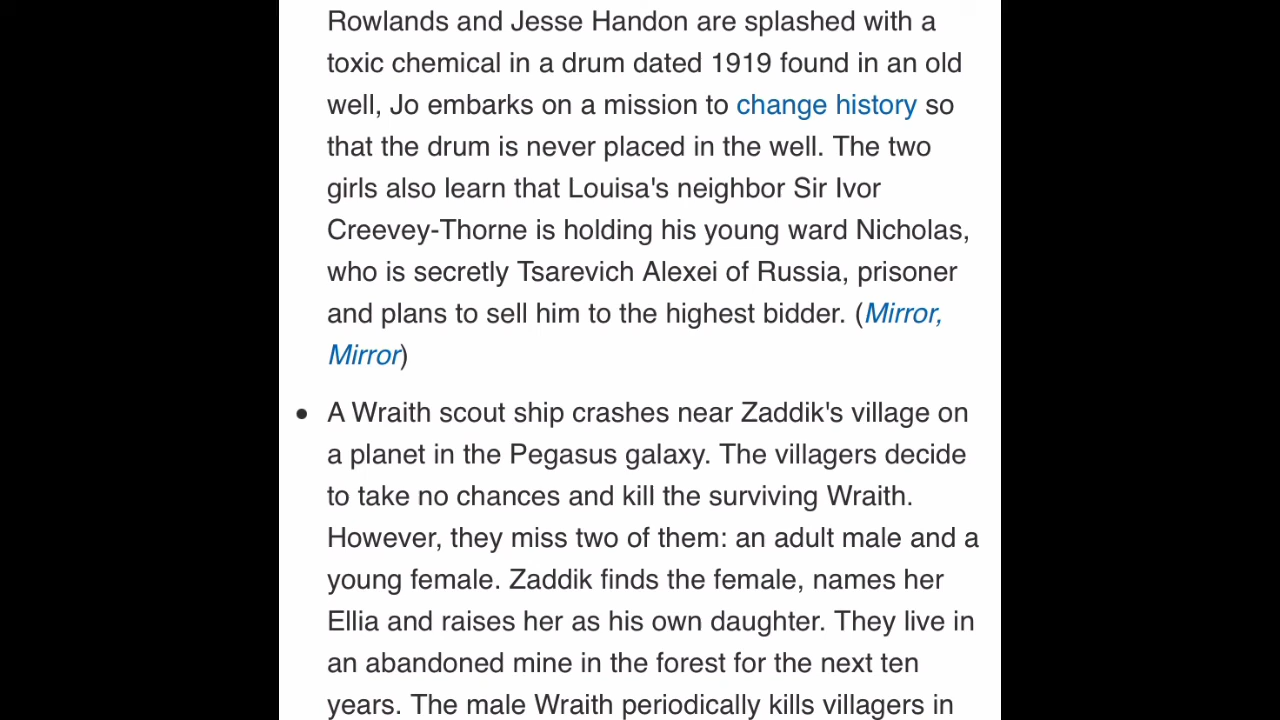 Rowlands and Jesse Handon are splashed with a
toxic chemical in a drum dated 1919 found in an old
well, Jo embarks on a mission to change history so
that the drum is never placed in the well. The two
girls also learn that Louisa's neighbor Sir Ivor
Creevey-Thorne is holding his young ward Nicholas,
who is secretly Tsarevich Alexei of Russia, prisoner
and plans to sell him to the highest bidder. (Mirror,
Mirror)
• A Wraith scout ship crashes near Zaddik's village on
a planet in the Pegasus galaxy. The villagers decide
to take no chances and kill the surviving Wraith.
However, they miss two of them: an adult male and a
young female. Zaddik finds the female, names her
Ellia and raises her as his own daughter. They live in
an abandoned mine in the forest for the next ten
years. The male Wraith periodically kills villagers in